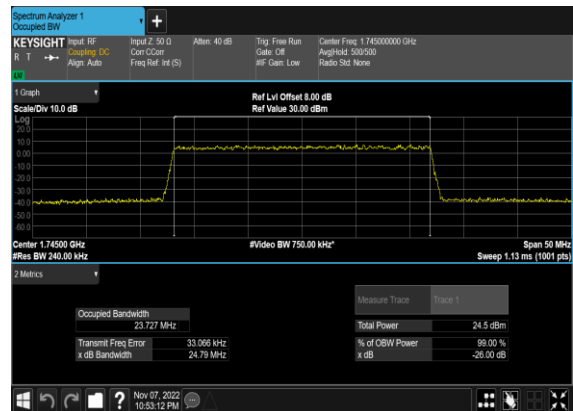 Spectrum Analyzer 1
Occupied BW
+
KEYSIGHT
R T
LXI
Input: RF
Coupling: DC
Align: Auto
Input Z: 50 Ω
Corr CCorr
Freq Ref: Int (S)
Atten: 40 dB
Trig: Free Run
Gate: Off
#IF Gain: Low
Center Freq: 1.745000000 GHz
Avg|Hold: 500/500
Radio Std: None
1 Graph
Scale/Div 10.0 dB
Ref Lvl Offset 8.00 dB
Ref Value 30.00 dBm
Log
20.0
10.0
0.00
-10.0
-20.0
-30.0
-40.0
-50.0
-60.0
Center 1.74500 GHz
#Res BW 240.00 kHz
#Video BW 750.00 kHz*
Span 50 MHz
Sweep 1.13 ms (1001 pts)
2 Metrics
Measure Trace
Trace 1
Occupied Bandwidth
23.727 MHz
Total Power
24.5 dBm
Transmit Freq Error
33.066 kHz
% of OBW Power
99.00 %
x dB Bandwidth
24.79 MHz
x dB
-26.00 dB
?
Nov 07, 2022
10:53:12 PM